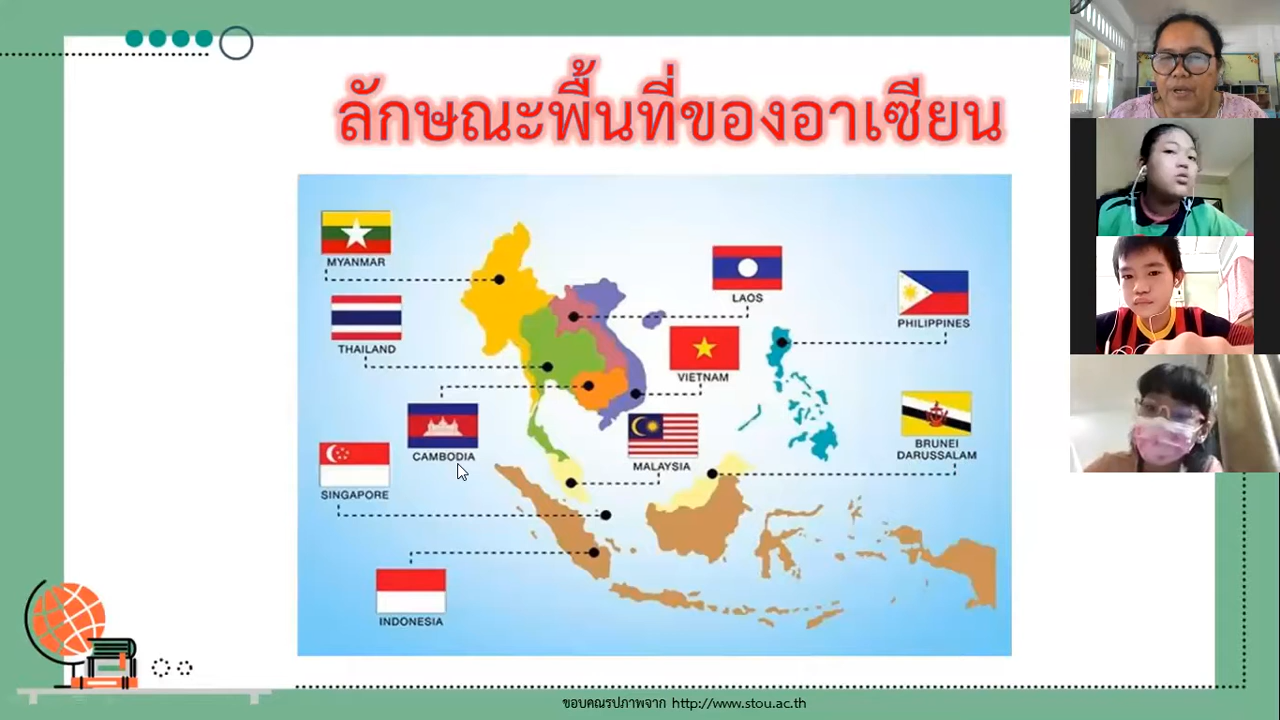 ลักษณะพื้นที่ของอาเซียน
MYANMAR
LAOS
PHILIPPINES
THAILAND
VIETNAM
CAMBODIA
MALAYSIA
BRUNEI
DARUSSALAM
SINGAPORE
INDONESIA
ขอบคุณรูปภาพจาก http://www.stou.ac.th